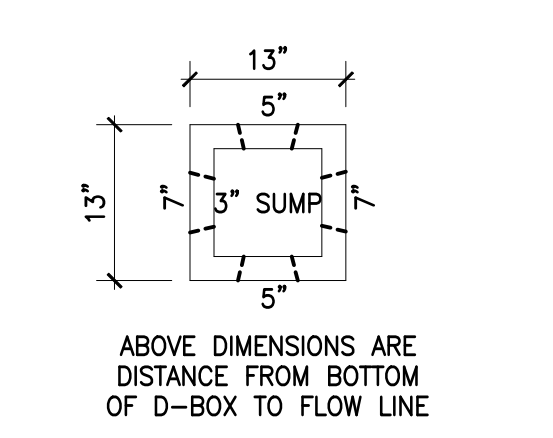 13”
5”
13”
7”
3” SUMP
7”
5”
ABOVE DIMENSIONS ARE
DISTANCE FROM BOTTOM
OF D-BOX TO FLOW LINE